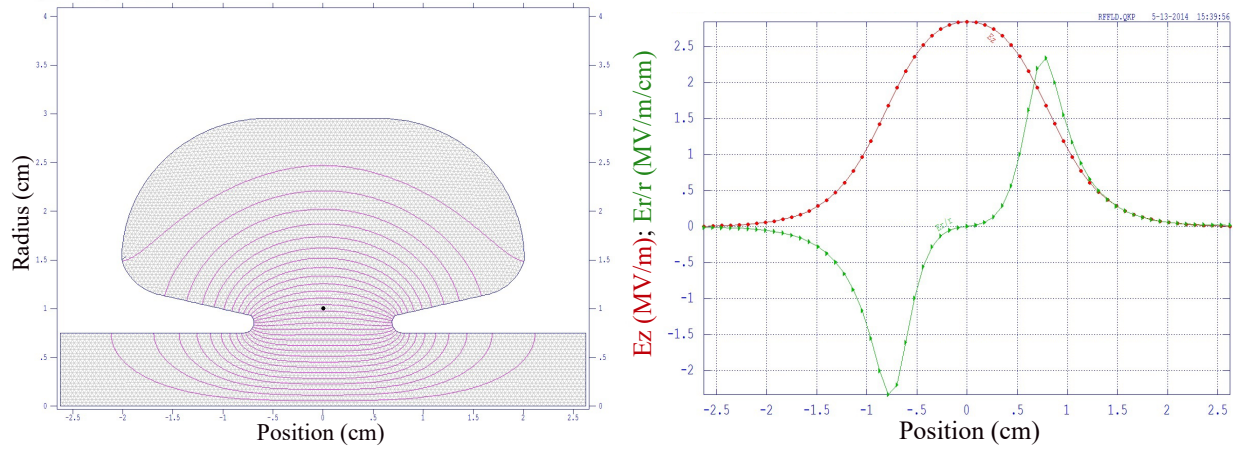 Radius (cm)
4 4
3.5 3.5
3 3
2.5 2.5
2 2
1.5 1.5
1 1
.5 .5
0 0
-2.5 -2 -1.5 -1 -.5 0 .5 1 1.5 2 2.5
Position (cm)
RFFLD.QKP 5-13-2014 15:39:56
Ez (MV/m); Er/r (MV/m/cm)
2.5
2
1.5
1
.5
0
-.5
-1
-1.5
-2
Ez
Er/r
-2.5 -2 -1.5 -1 -.5 0 .5 1 1.5 2 2.5
Position (cm)